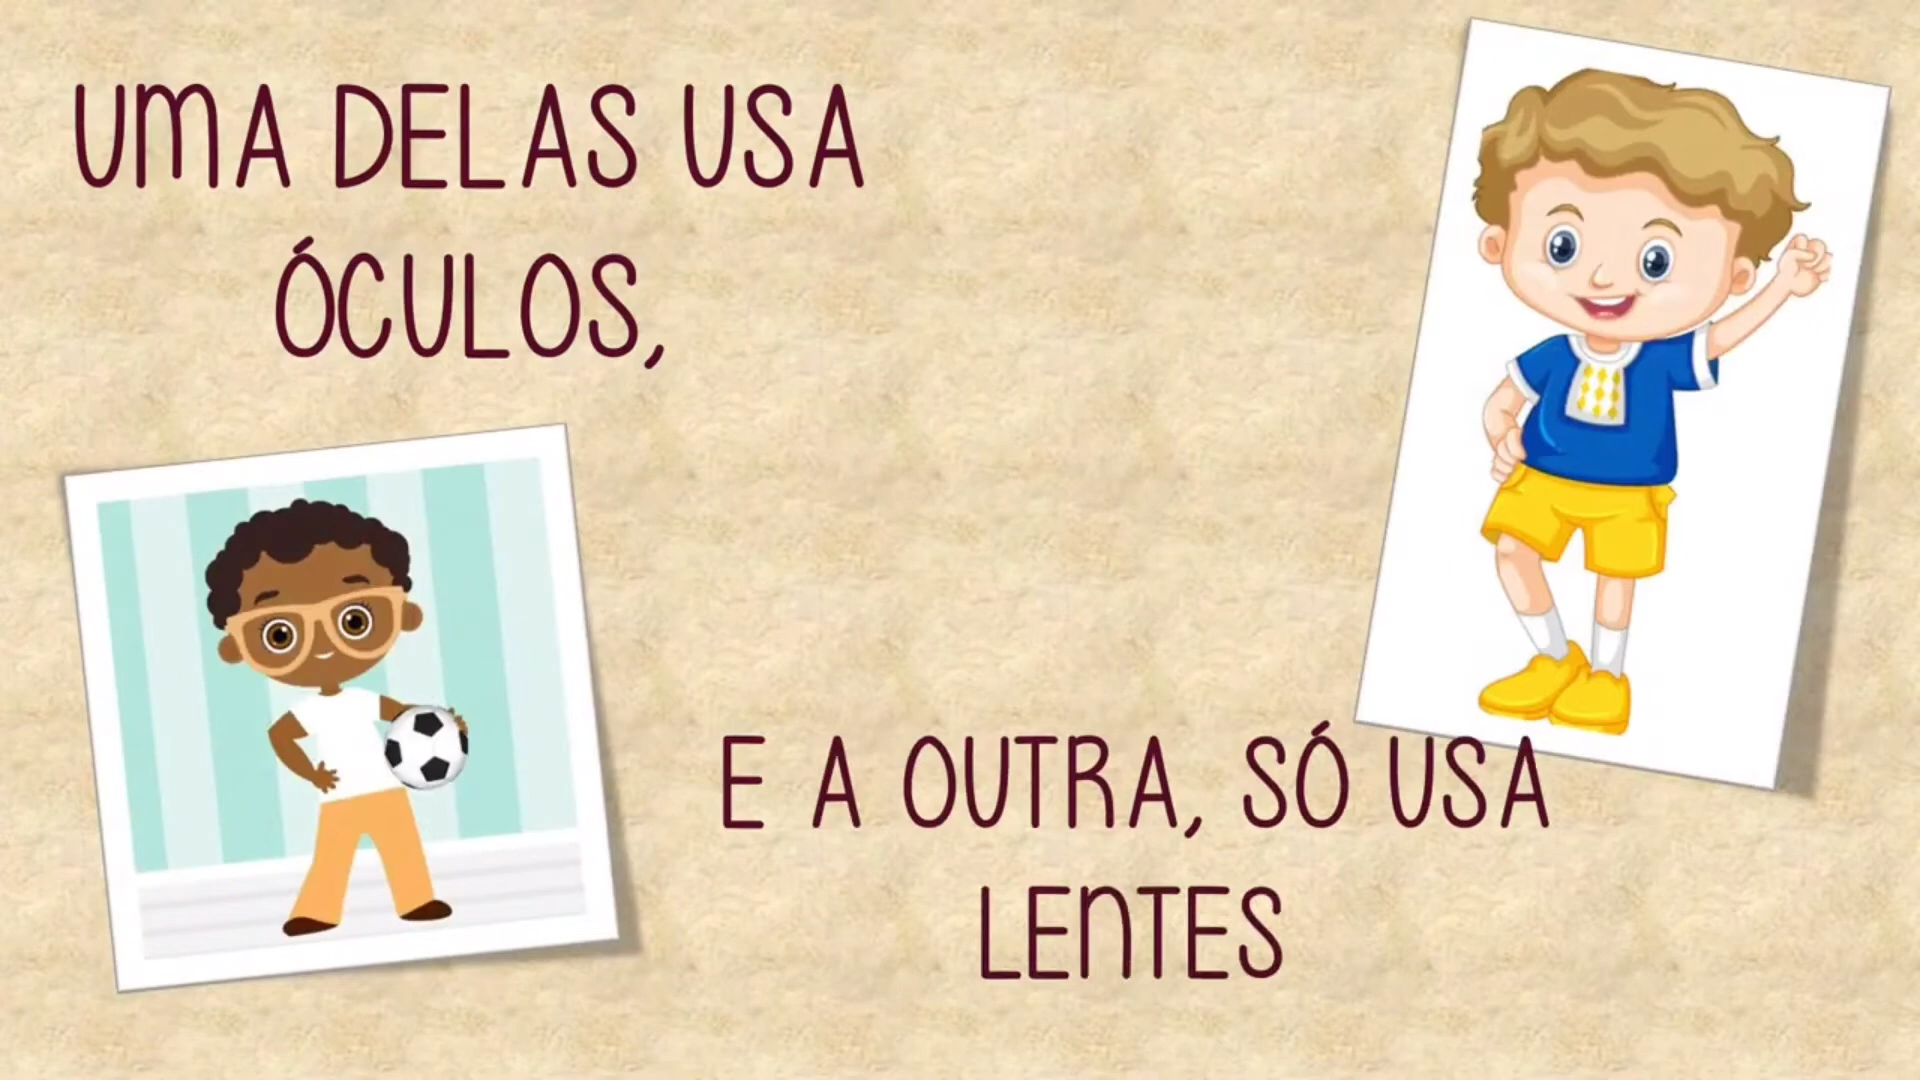 UMA DELAS USA
ÓCULOS,
E A OUTRA, SÓ USA
LENTES